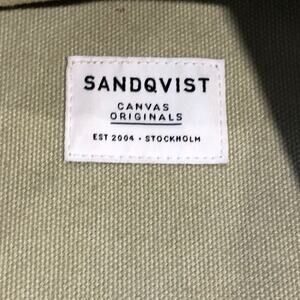 SANDQVIST
CANVAS
ORIGINALS
EST 2004 · STOCKHOLM